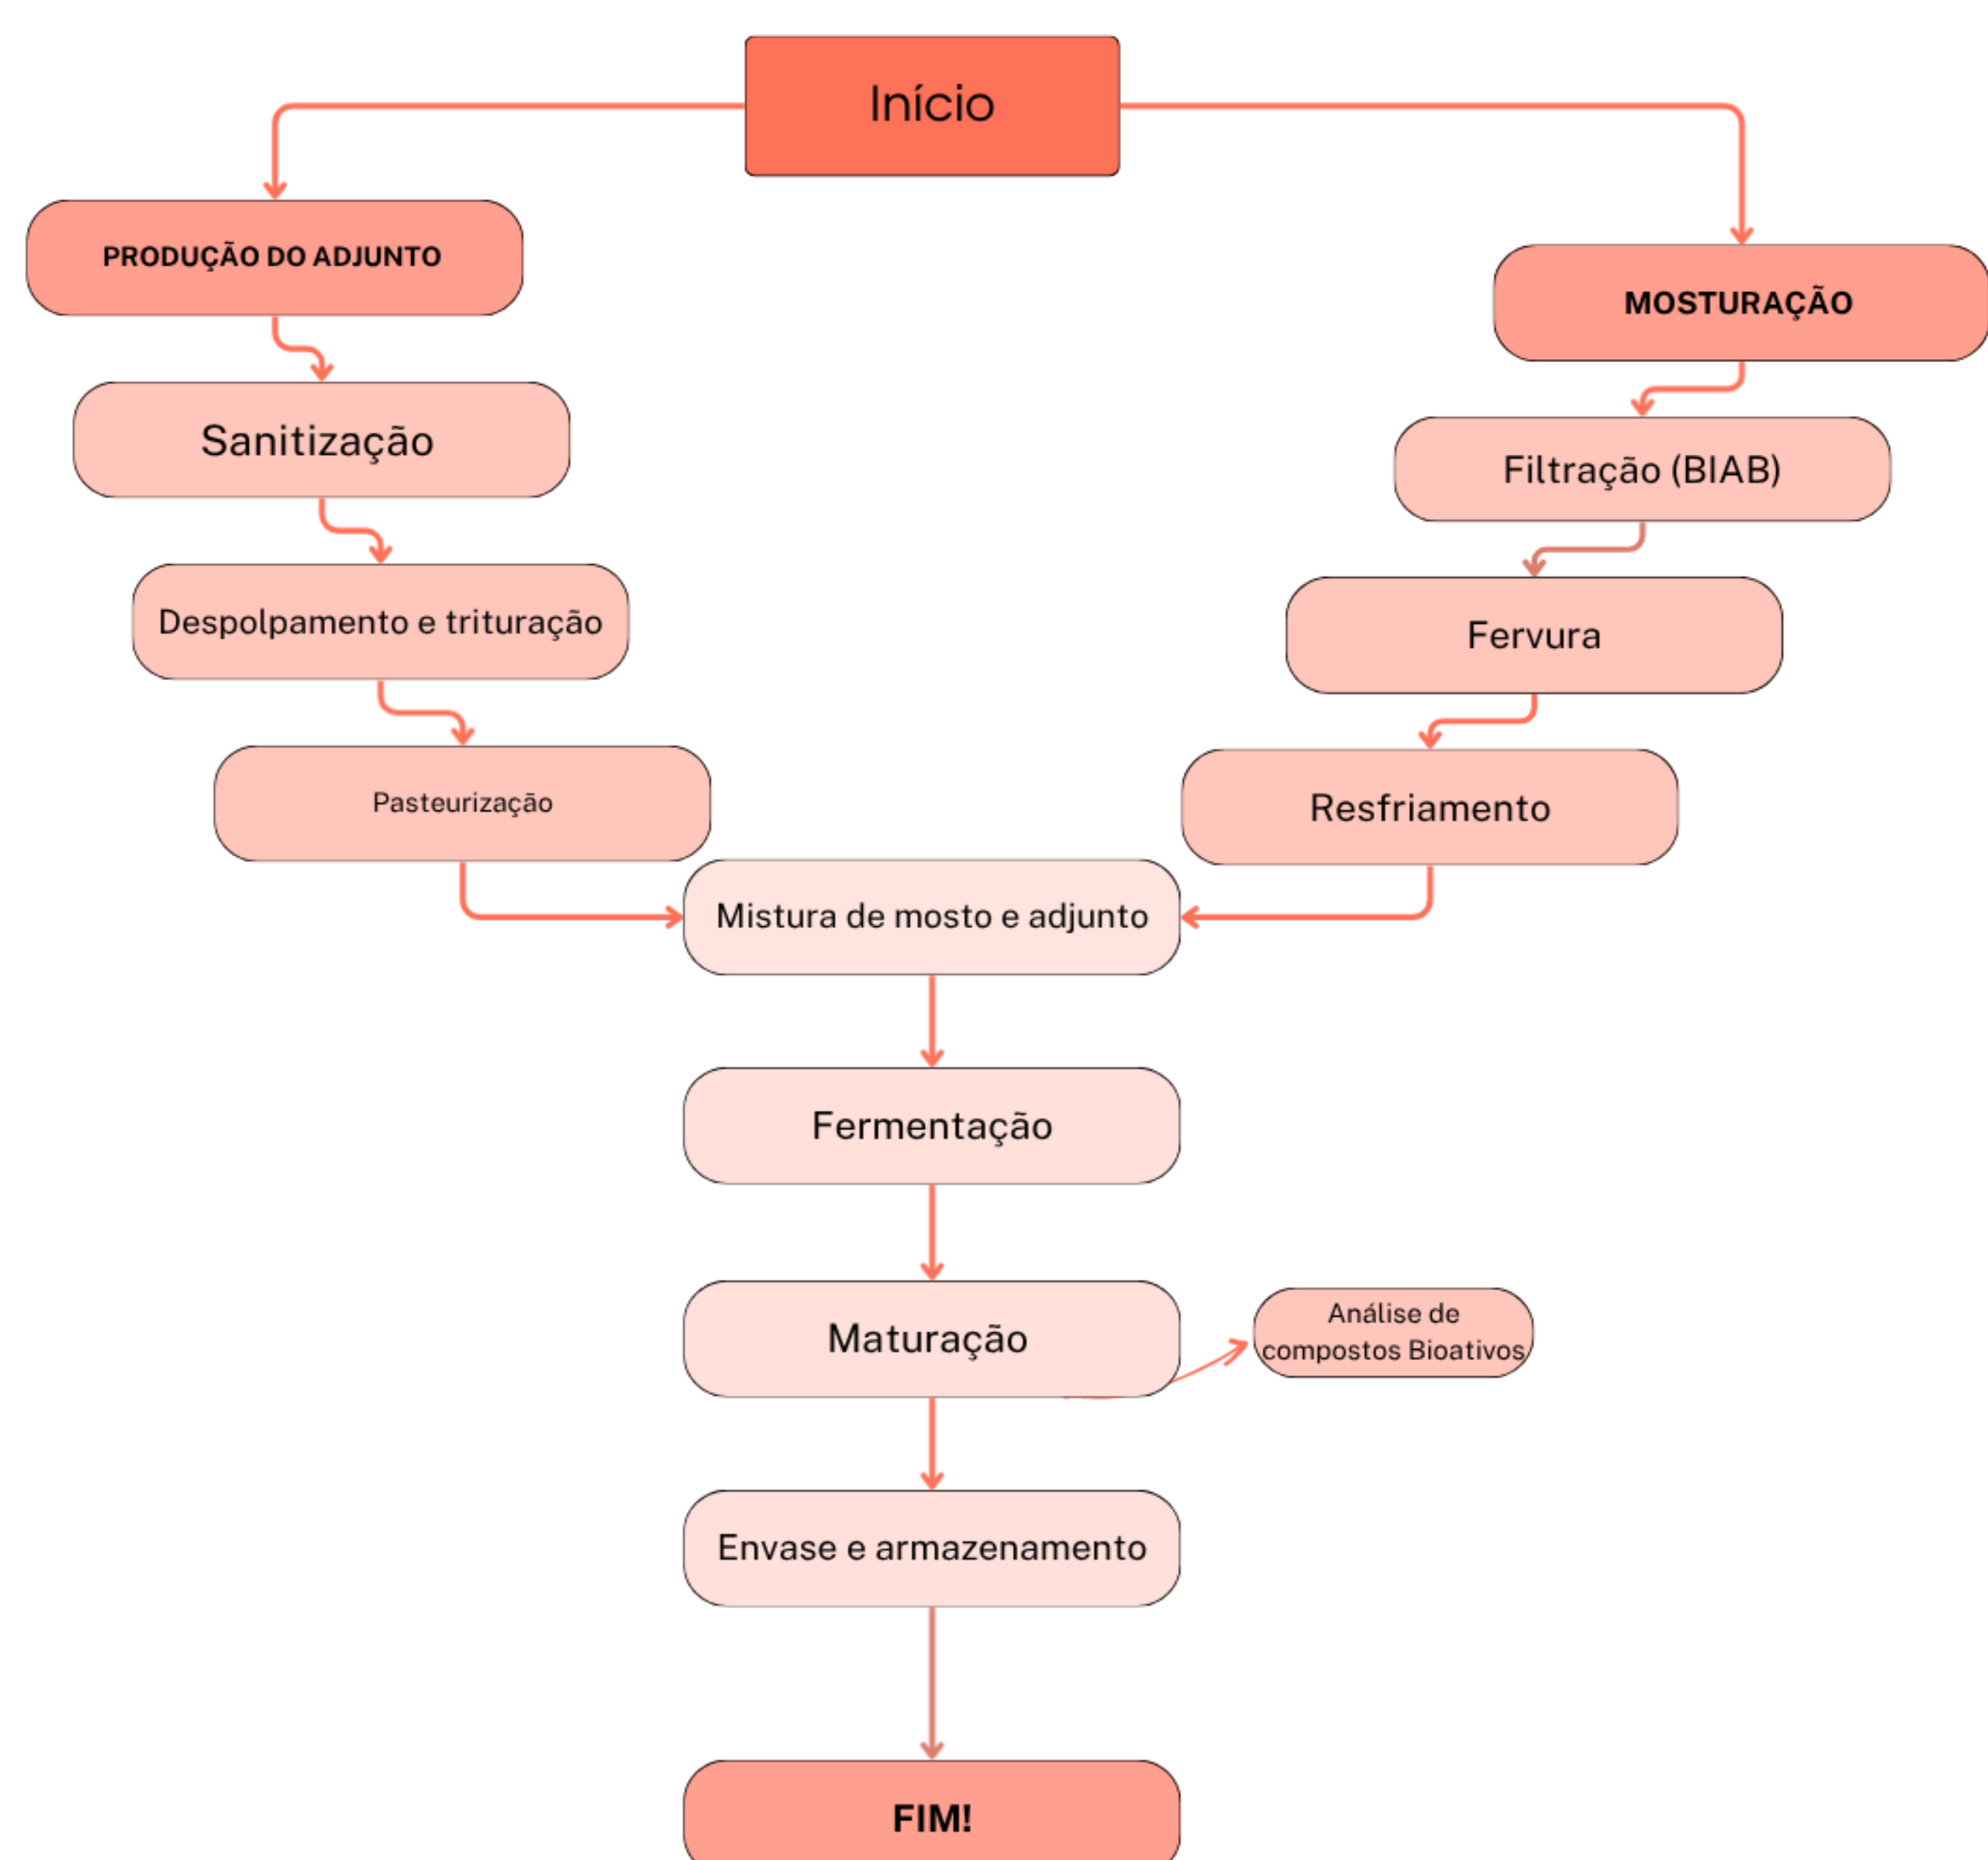 Início
PRODUÇÃO DO ADJUNTO
MOSTURAÇÃO
Sanitização
Filtração (BIAB)
Despolpamento e trituração
Fervura
Pasteurização
Resfriamento
Mistura de mosto e adjunto
Fermentação
Maturação
Análise de
compostos Bioativos
Envase e armazenamento
FIM!